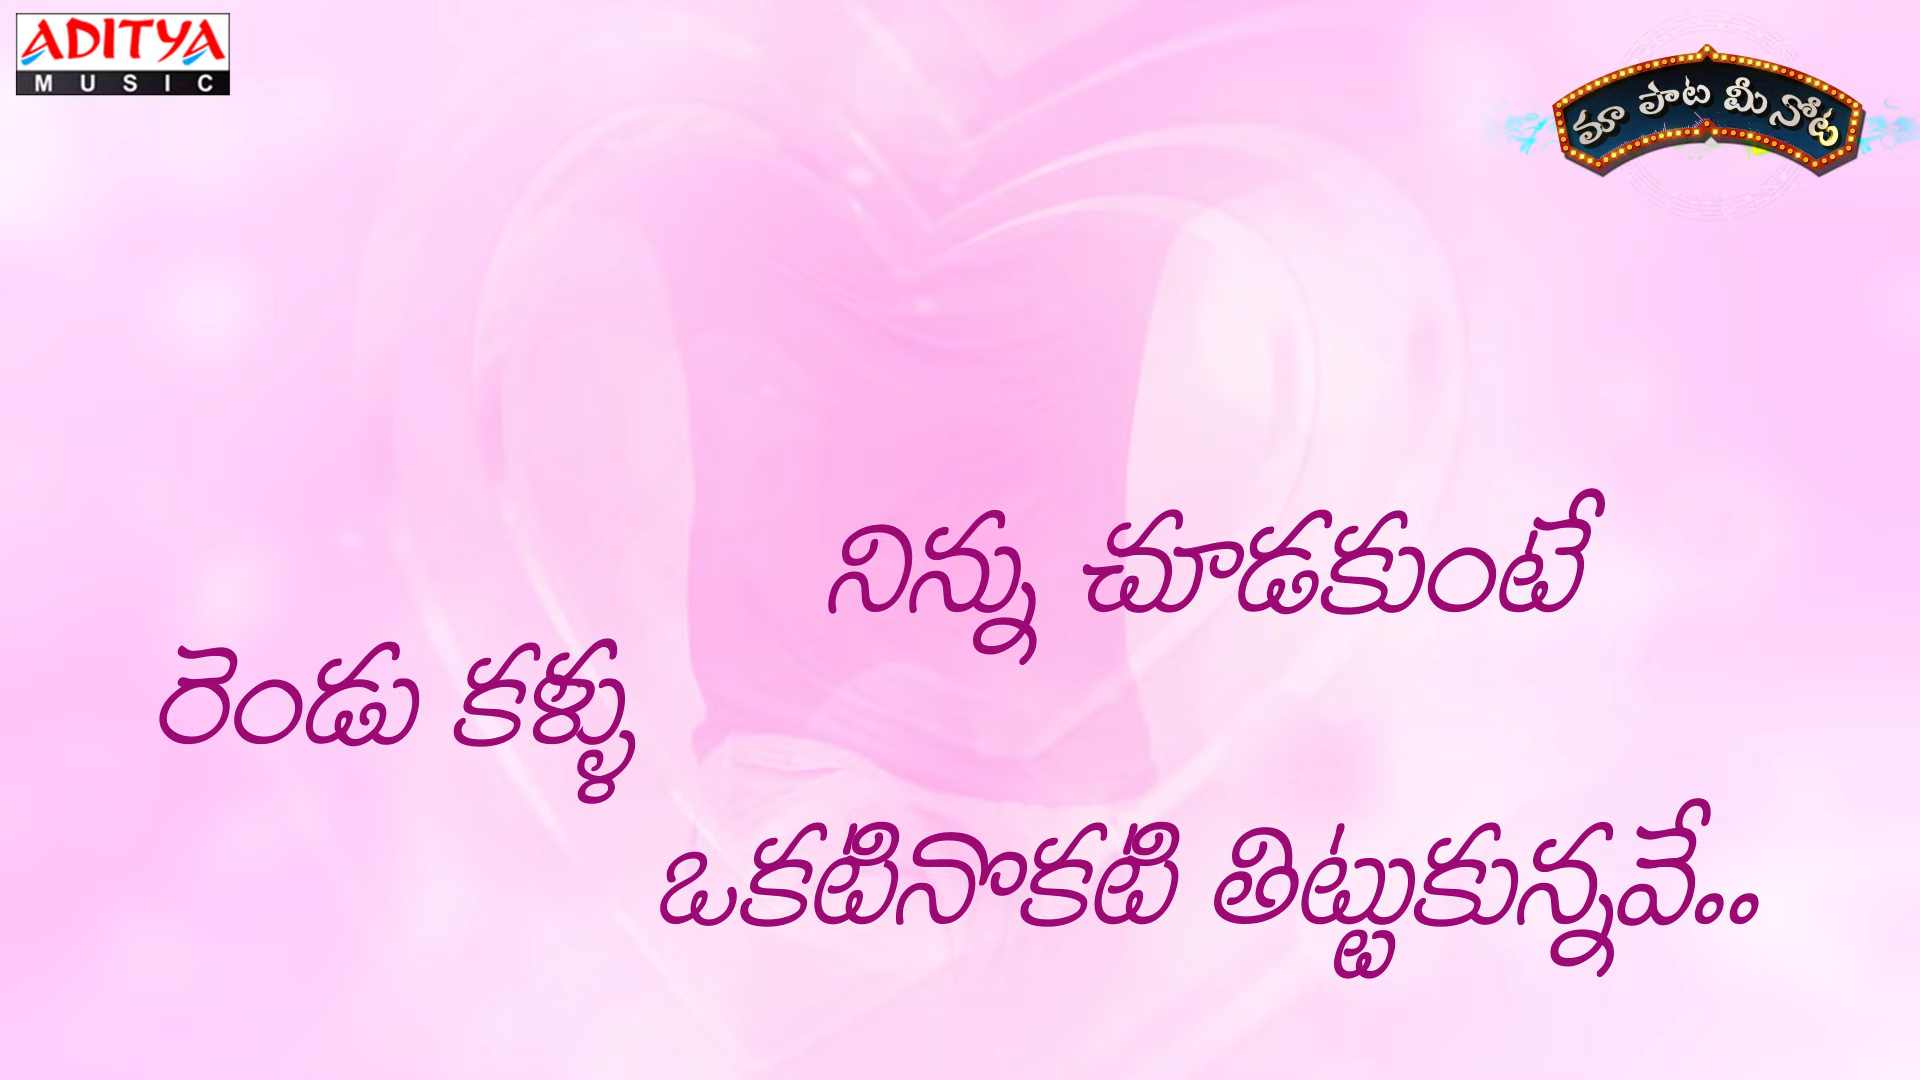 ADITYA
MUSIC
మా పాట మీ నోట
నిన్ను చూడకుంటే
రెండు కళ్ళు
ఒకటినొకటి తిట్టుకున్నవే..